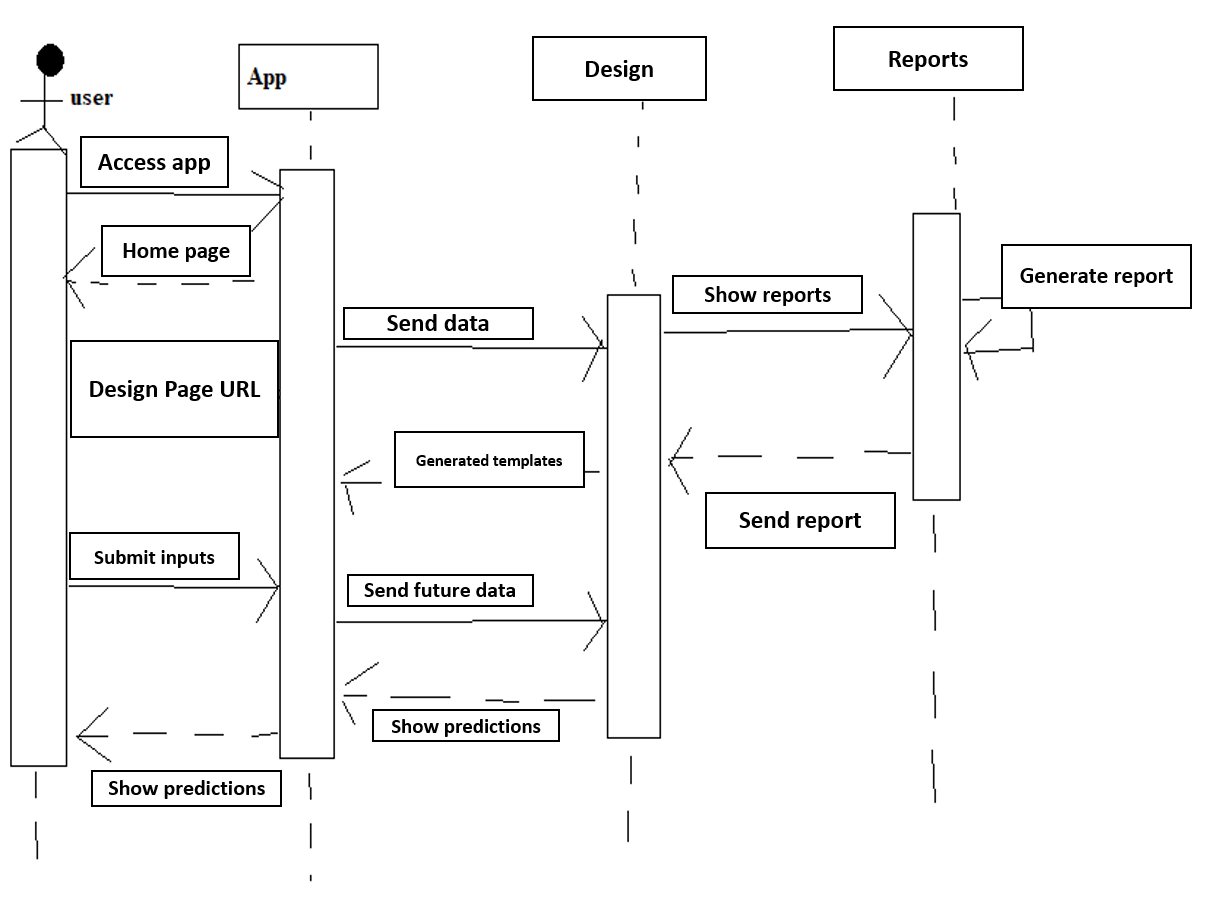 user
App
Design
Reports
Access app
Home page
Generate report
Show reports
Send data
Design Page URL
Generated templates
Send report
Submit inputs
Send future data
Show predictions
Show predictions